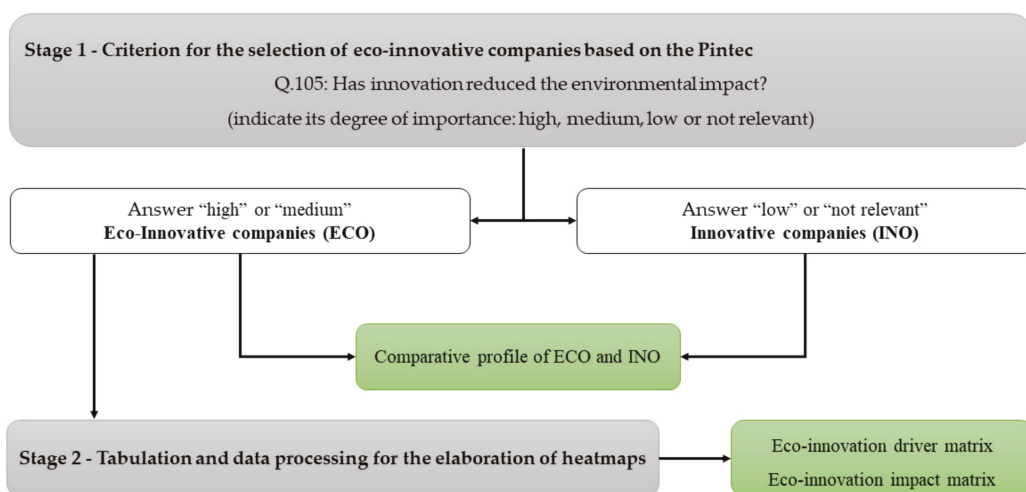 Stage 1 - Criterion for the selection of eco-innovative companies based on the Pintec
Q.105: Has innovation reduced the environmental impact?
(indicate its degree of importance: high, medium, low or not relevant)
Answer “high” or “medium”
Eco-Innovative companies (ECO)
Answer “low” or “not relevant”
Innovative companies (INO)
Comparative profile of ECO and INO
Stage 2 - Tabulation and data processing for the elaboration of heatmaps
Eco-innovation driver matrix
Eco-innovation impact matrix